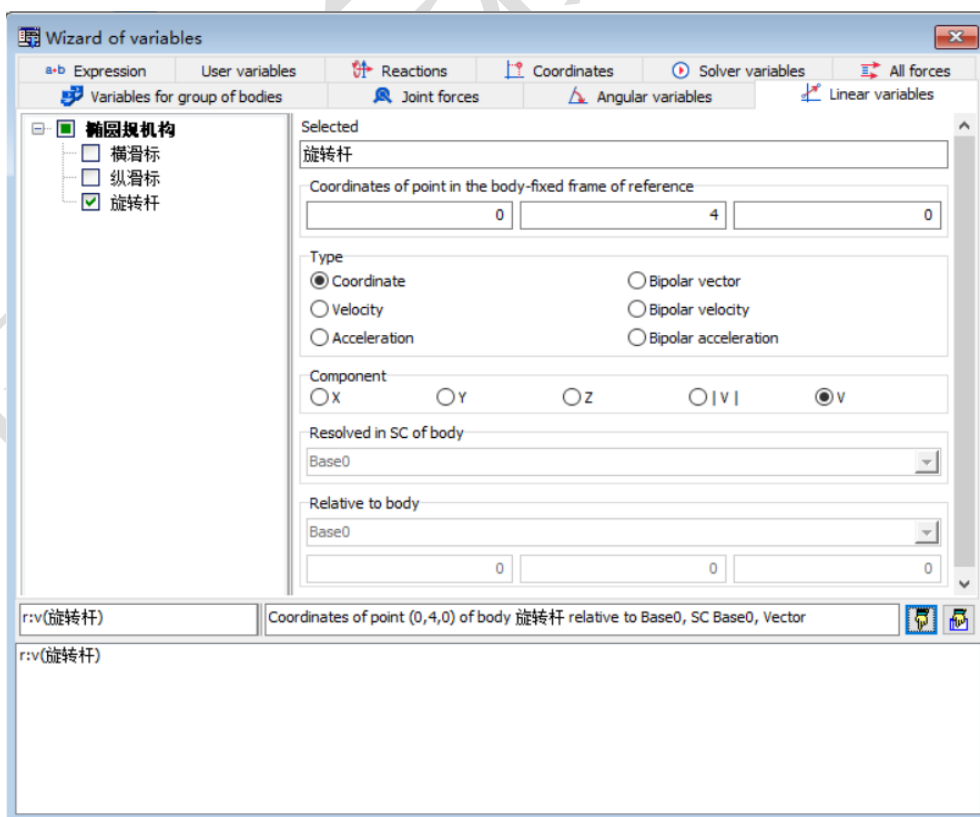 Wizard of variables
a+b Expression User variables Reactions Coordinates Solver variables All forces
Variables for group of bodies Joint forces Angular variables Linear variables
椭圆规机构
横滑标
纵滑标
旋转杆
Selected
旋转杆
Coordinates of point in the body-fixed frame of reference
0 4 0
Type
Coordinate Bipolar vector
Velocity Bipolar velocity
Acceleration Bipolar acceleration
Component
X Y Z | V | V
Resolved in SC of body
Base0
Relative to body
Base0
0 0 0
r:v(旋转杆) Coordinates of point (0,4,0) of body 旋转杆 relative to Base0, SC Base0, Vector
r:v(旋转杆)